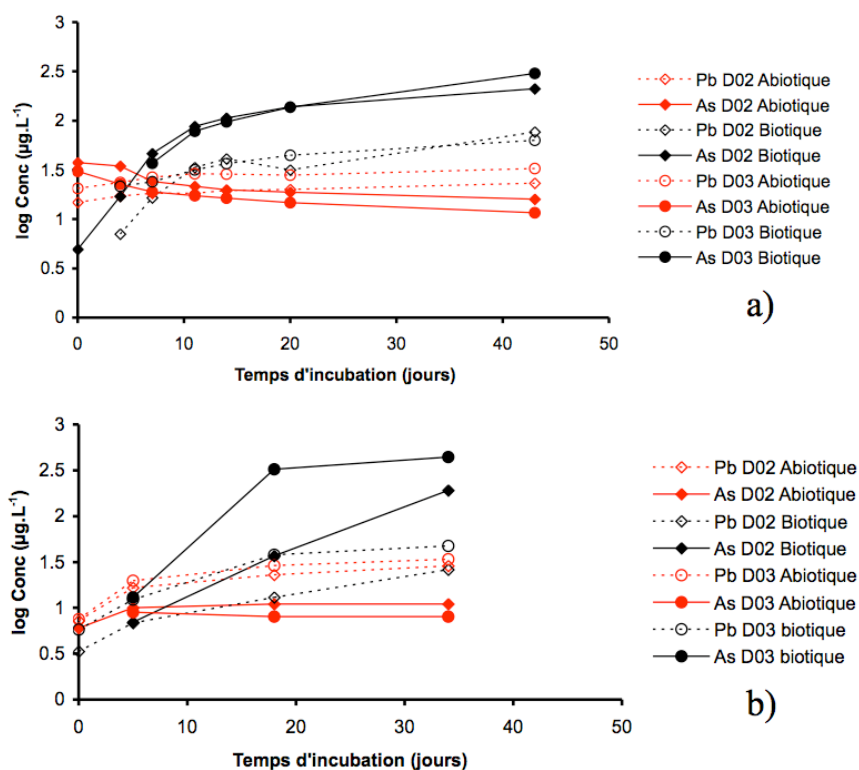 3
2.5
2
1.5
1
0.5
0
0
10
20
30
40
50
log Conc (µg.L-1)
Temps d'incubation (jours)
Pb D02 Abiotique
As D02 Abiotique
Pb D02 Biotique
As D02 Biotique
Pb D03 Abiotique
As D03 Abiotique
Pb D03 Biotique
As D03 Biotique
a)
3
2.5
2
1.5
1
0.5
0
0
10
20
30
40
50
log Conc (µg.L-1)
Temps d'incubation (jours)
Pb D02 Abiotique
As D02 Abiotique
Pb D02 Biotique
As D02 Biotique
Pb D03 Abiotique
As D03 Abiotique
Pb D03 biotique
As D03 biotique
b)